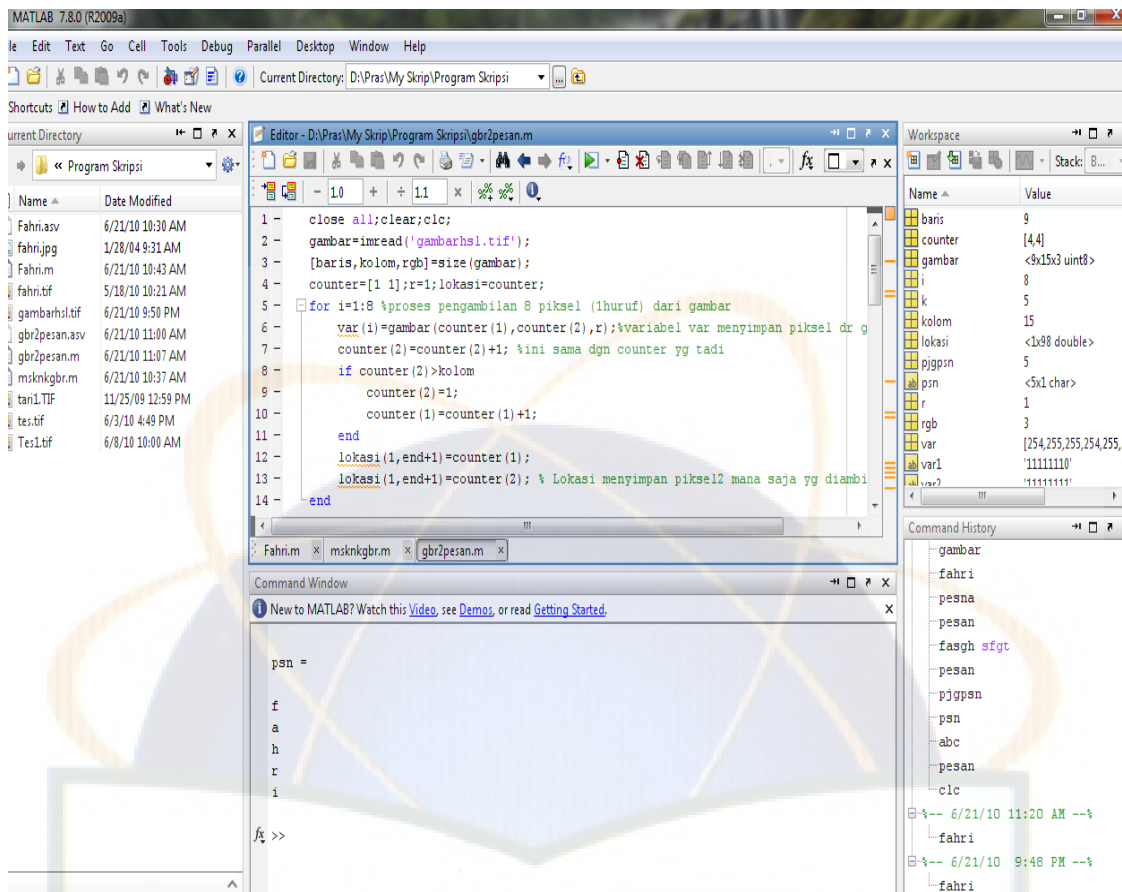 MATLAB 7.8.0 (R2009a)
le Edit Text Go Cell Tools Debug Parallel Desktop Window Help
Current Directory: D:\Pras\My Skrip\Program Skripsi
Shortcuts How to Add What's New
urrent Directory
« Program Skripsi
Name Date Modified
Fahri.asv 6/21/10 10:30 AM
fahri.jpg 1/28/04 9:31 AM
Fahri.m 6/21/10 10:43 AM
fahri.tif 5/18/10 10:21 AM
gambarhsl.tif 6/21/10 9:50 PM
gbr2pesan.asv 6/21/10 11:00 AM
gbr2pesan.m 6/21/10 11:07 AM
msknkgbr.m 6/21/10 10:37 AM
tari1.TIF 11/25/09 12:59 PM
tes.tif 6/3/10 4:49 PM
Tes1.tif 6/8/10 10:00 AM
Editor - D:\Pras\My Skrip\Program Skripsi\gbr2pesan.m
- 1.0 + ÷ 1.1 ×
1 - close all;clear;clc;
2 - gambar=imread('gambarhsl.tif');
3 - [baris,kolom,rgb]=size(gambar);
4 - counter=[1 1];r=1;lokasi=counter;
5 - for i=1:8 %proses pengambilan 8 piksel (1huruf) dari gambar
6 - var(i)=gambar(counter(1),counter(2),r);%variabel var menyimpan piksel dr g
7 - counter(2)=counter(2)+1; %ini sama dgn counter yg tadi
8 - if counter(2)>kolom
9 - counter(2)=1;
10 - counter(1)=counter(1)+1;
11 - end
12 - lokasi(1,end+1)=counter(1);
13 - lokasi(1,end+1)=counter(2); % Lokasi menyimpan piksel2 mana saja yg diambi
14 - end
Fahri.m × msknkgbr.m × gbr2pesan.m ×
Command Window
New to MATLAB? Watch this Video, see Demos, or read Getting Started.
psn =
f
a
h
r
i
fx >>
Workspace
Stack: B...
Name Value
baris 9
counter [4,4]
gambar <9x15x3 uint8>
i 8
k 5
kolom 15
lokasi <1x98 double>
pjgpsn 5
psn <5x1 char>
r 1
rgb 3
var [254,255,255,254,255,
var1 '11111110'
var2 '11111111'
Command History
gambar
fahri
pesna
pesan
fasgh sfgt
pesan
pjgpsn
psn
abc
pesan
clc
%-- 6/21/10 11:20 AM --%
fahri
%-- 6/21/10 9:48 PM --%
fahri